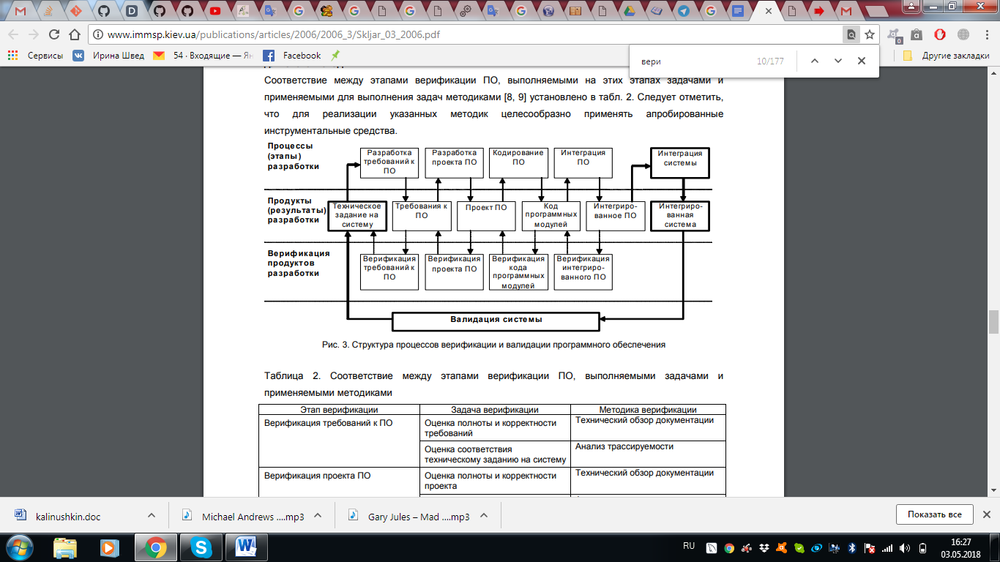 www.immsp.kiev.ua/publications/articles/2006/2006_3/Skljar_03_2006.pdf
Сервисы
Ирина Швед
54 · Входящие — Ян
Facebook
Другие закладки
вери
10/177
0
Соответствие между этапами верификации ПО, выполняемыми на этих этапах задачами и
применяемыми для выполнения задач методиками [8, 9] установлено в табл. 2. Следует отметить,
что для реализации указанных методик целесообразно применять апробированные
инструментальные средства.
Процессы
(этапы)
разработки
Разработка
требований к
ПО
Разработка
проекта ПО
Кодирование
ПО
Интеграция
ПО
Интеграция
системы
Продукты
(результаты)
разработки
Техническое
задание на
систему
Требования к
ПО
Проект ПО
Код
программных
модулей
Интегриро-
ванное ПО
Интегриро-
ванная
система
Верификация
продуктов
разработки
Верификация
требований к
ПО
Верификация
проекта ПО
Верификация
кода
программных
модулей
Верификация
интегриро-
ванного ПО
Валидация системы
Рис. 3. Структура процессов верификации и валидации программного обеспечения
Таблица 2. Соответствие между этапами верификации ПО, выполняемыми задачами и
применяемыми методиками
Этап верификации
Задача верификации
Методика верификации
Верификация требований к ПО
Оценка полноты и корректности
требований
Технический обзор документации
Оценка соответствия
техническому заданию на систему
Анализ трассируемости
Верификация проекта ПО
Оценка полноты и корректности
проекта
Технический обзор документации
kalinushkin.doc
Michael Andrews ....mp3
Gary Jules – Mad ....mp3
Показать все
RU
16:27
03.05.2018